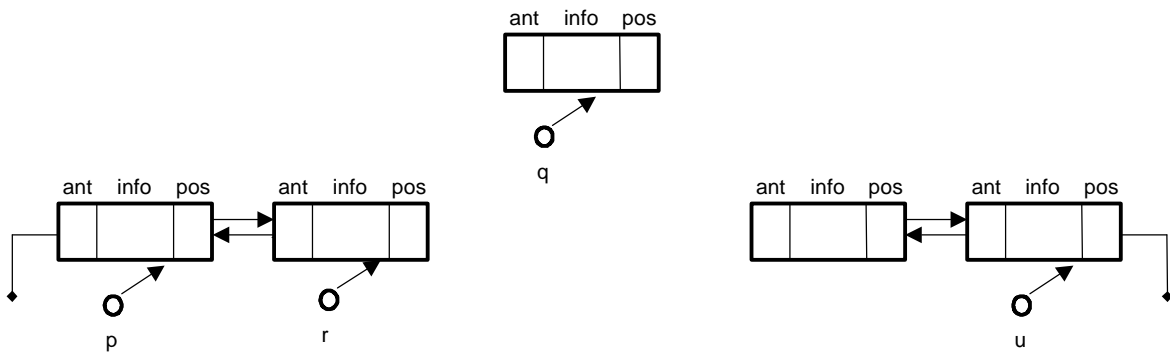 ant info pos
q
ant info pos ant info pos ant info pos ant info pos
p r u